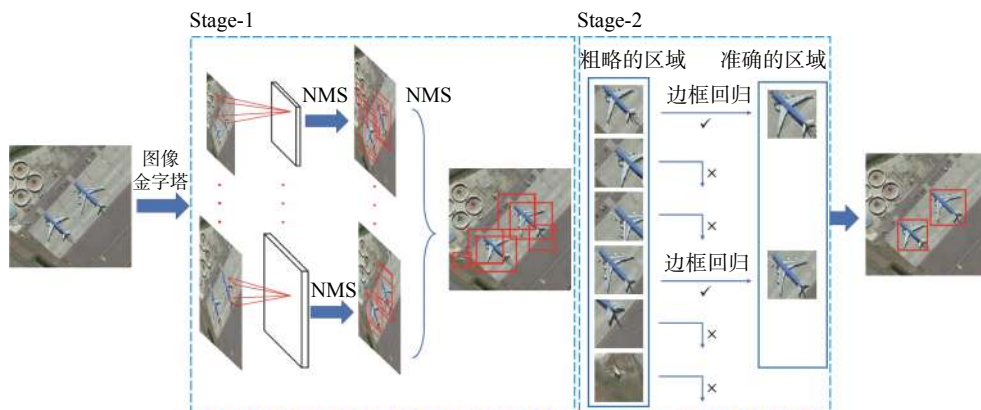 Stage-1
Stage-2
图像
金字塔
NMS
NMS
NMS
粗略的区域
准确的区域
边框回归
✓
×
×
边框回归
✓
×
×